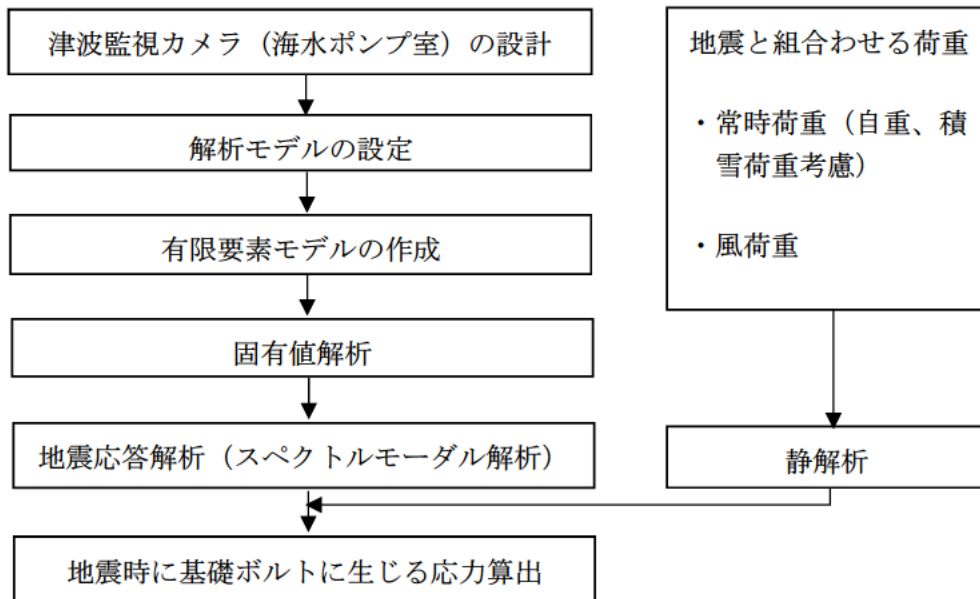 津波監視カメラ（海水ポンプ室）の設計
解析モデルの設定
有限要素モデルの作成
固有値解析
地震応答解析（スペクトルモーダル解析）
地震時に基礎ボルトに生じる応力算出
地震と組合わせる荷重
・常時荷重（自重、積
雪荷重考慮）
・風荷重
静解析